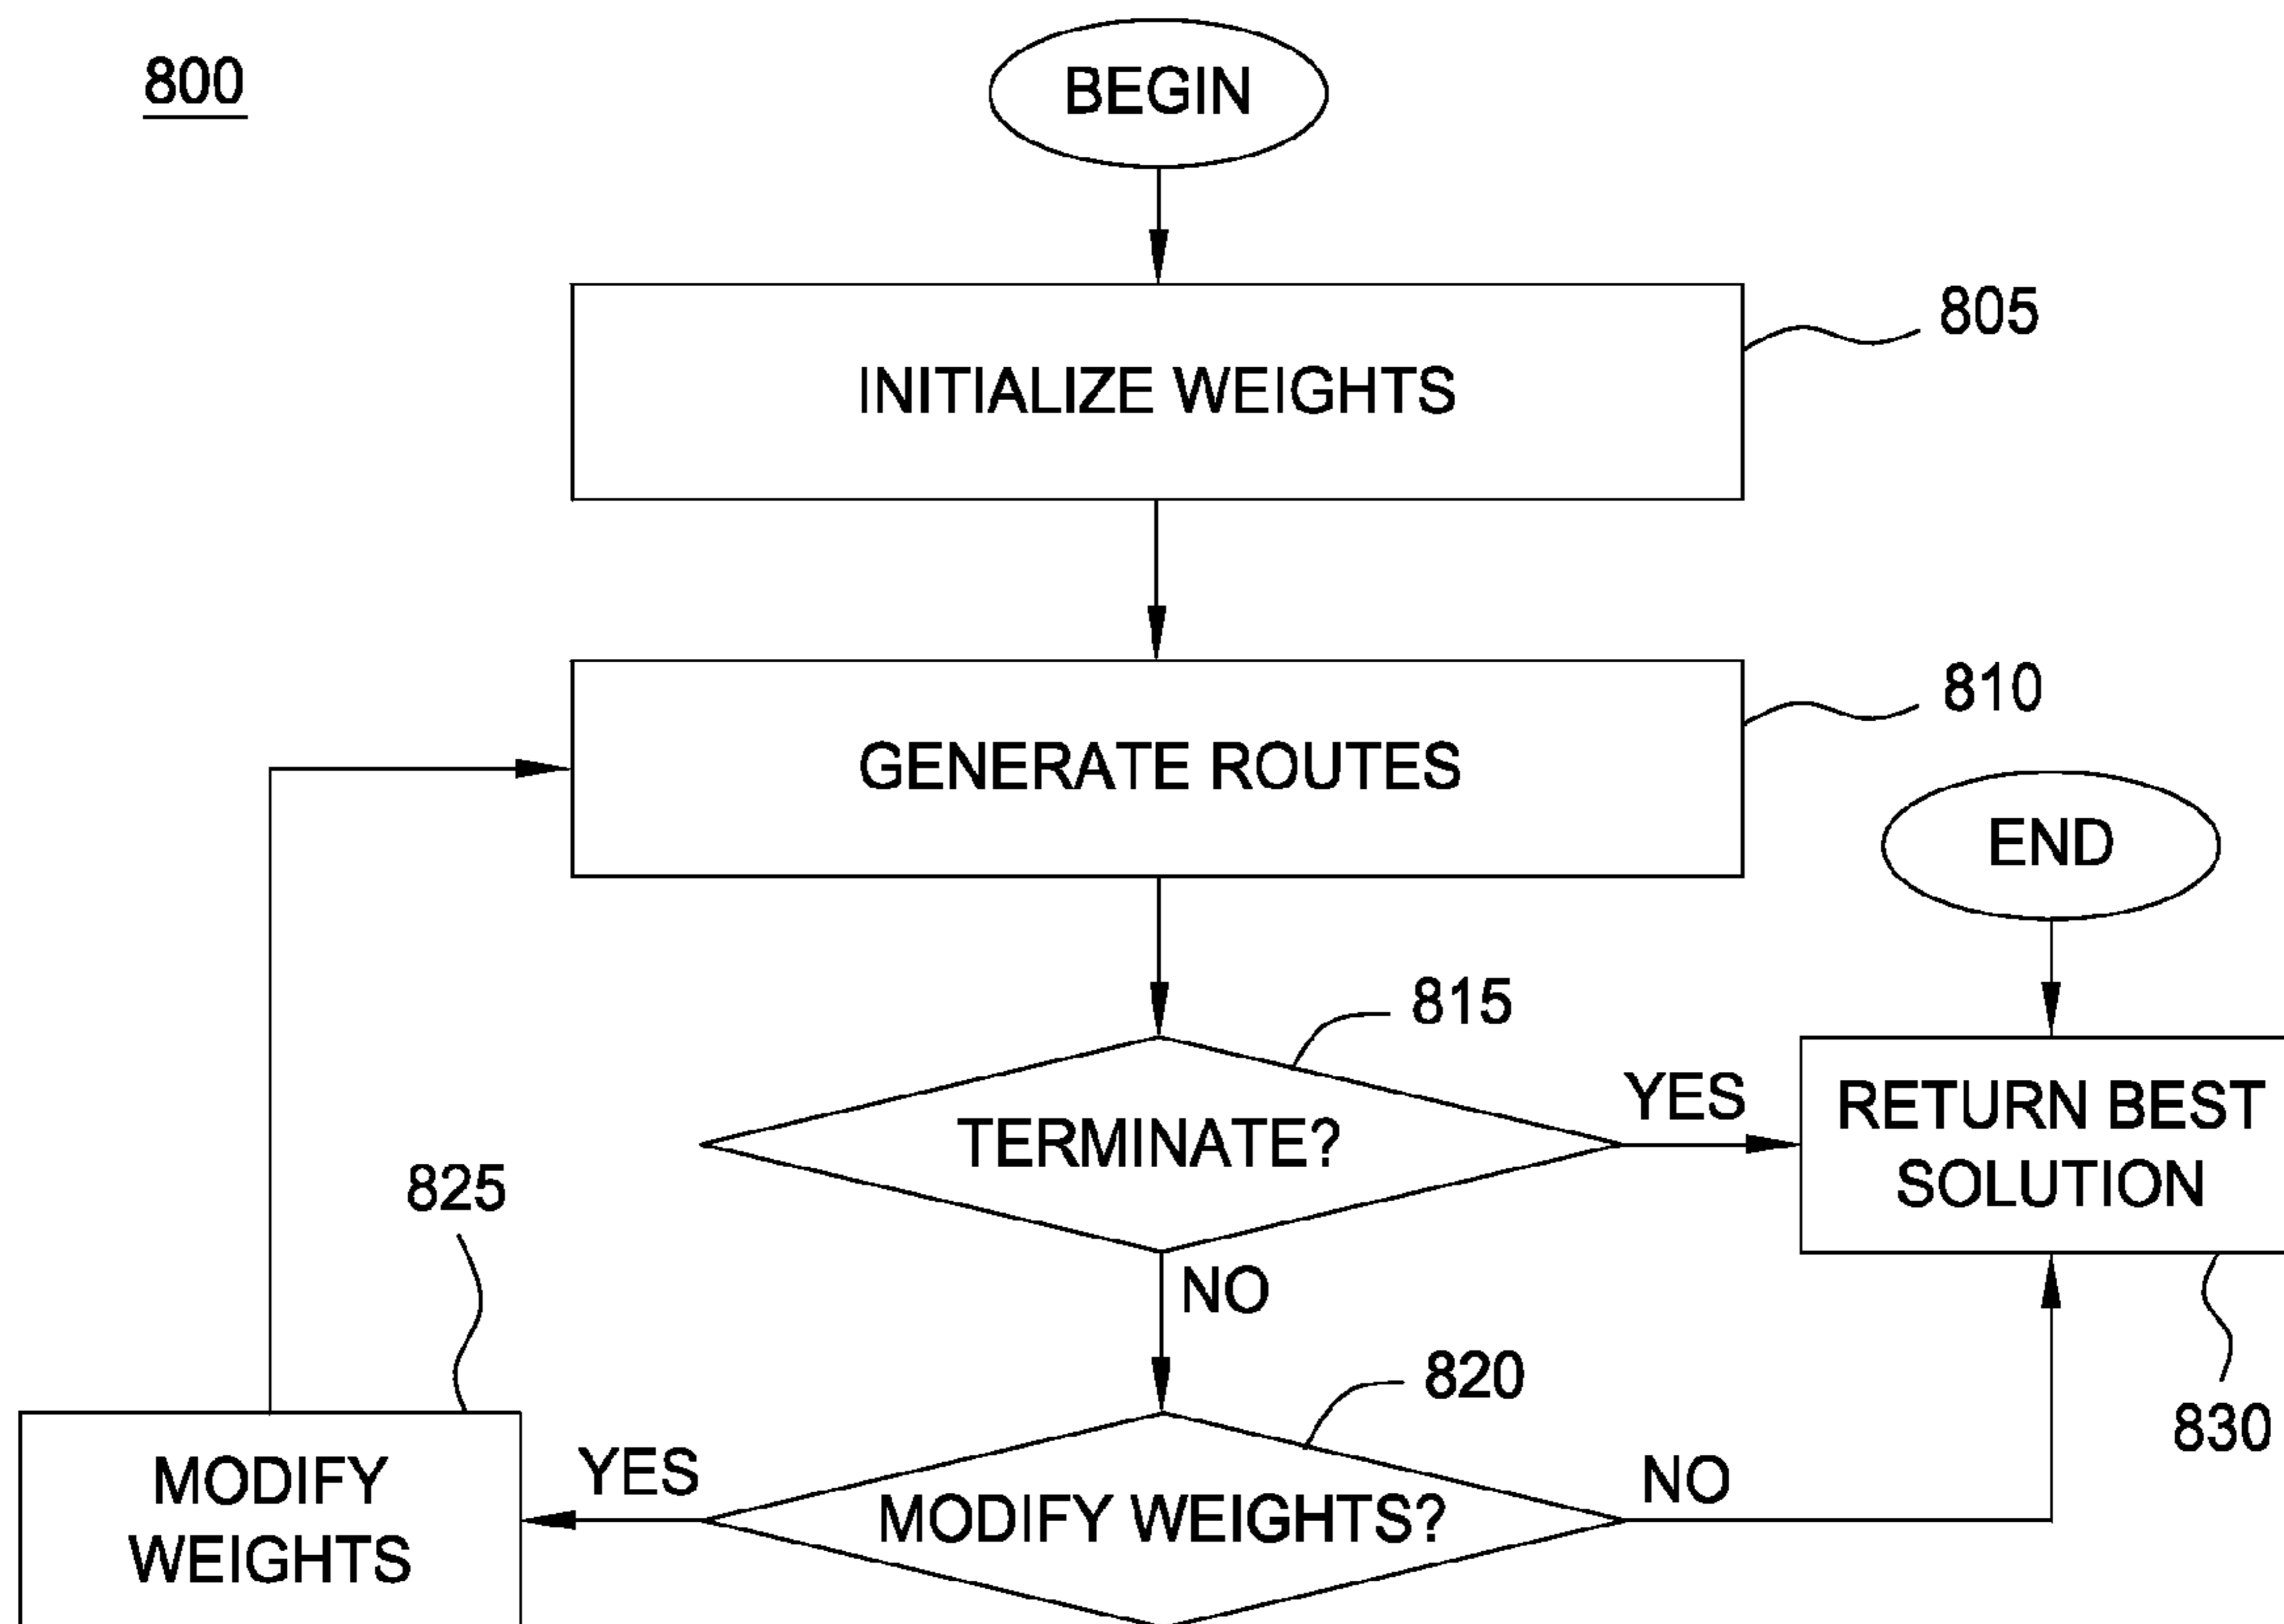 800
BEGIN
805
INITIALIZE WEIGHTS
810
GENERATE ROUTES
END
815
TERMINATE?
YES
RETURN BEST
SOLUTION
825
NO
820
830
MODIFY
WEIGHTS
YES
MODIFY WEIGHTS?
NO